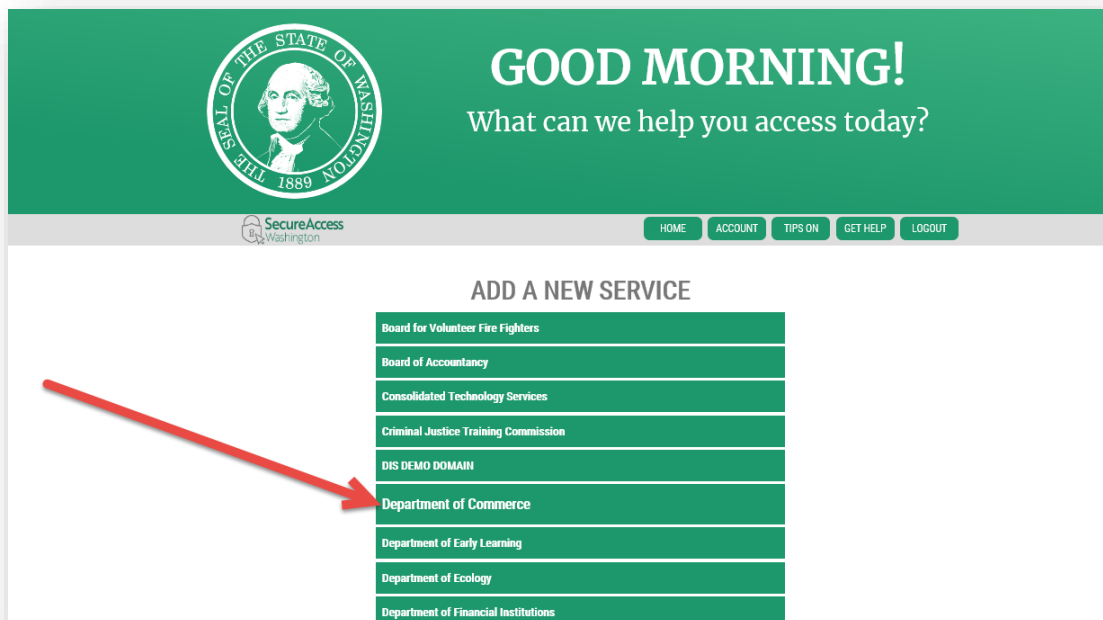 THE SEAL OF THE STATE OF WASHINGTON
1889
GOOD MORNING!
What can we help you access today?
SecureAccess
Washington
HOME ACCOUNT TIPS ON GET HELP LOGOUT
ADD A NEW SERVICE
Board for Volunteer Fire Fighters
Board of Accountancy
Consolidated Technology Services
Criminal Justice Training Commission
DIS DEMO DOMAIN
Department of Commerce
Department of Early Learning
Department of Ecology
Department of Financial Institutions